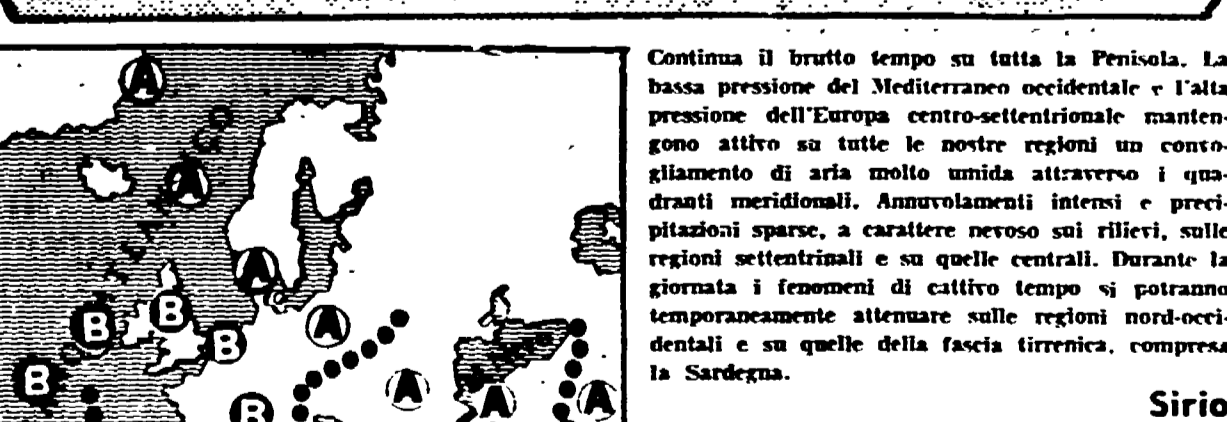 Continua il brutto tempo su tutta la Penisola. La
bassa pressione del Mediterraneo occidentale e l'alta
pressione dell'Europa centro-settentrionale manten-
gono attivo su tutte le nostre regioni un convo-
gliamento di aria molto umida attraverso i qua-
dranti meridionali. Annuvolamenti intensi e preci-
pitazioni sparse, a carattere nevoso sui rilievi, sulle
regioni settentrinali e su quelle centrali. Durante la
giornata i fenomeni di cattivo tempo si potranno
temporaneamente attenuare sulle regioni nord-occi-
dentali e su quelle della fascia tirrenica, compresa
la Sardegna.
Sirio
A
A
A
B
B
B
A
B
A
B
A
A